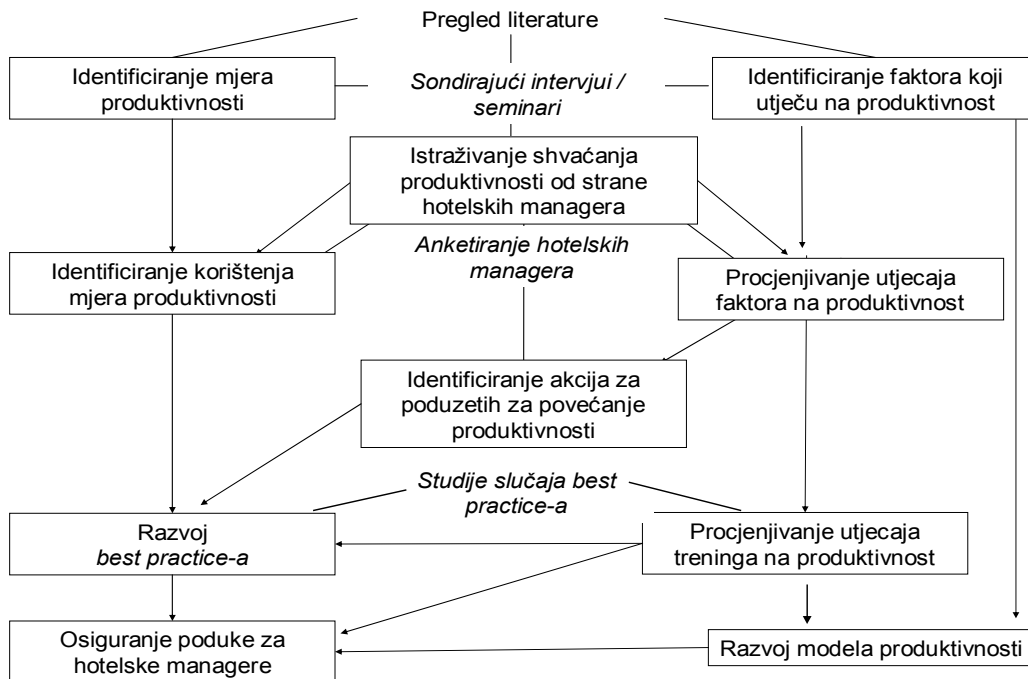 Pregled literature
Identificiranje mjera
produktivnosti
Sondirajući intervjui /
seminari
Identificiranje faktora koji
utječu na produktivnost
Istraživanje shvaćanja
produktivnosti od strane
hotelskih managera
Identificiranje korištenja
mjera produktivnosti
Anketiranje hotelskih
managera
Procjenjivanje utjecaja
faktora na produktivnost
Identificiranje akcija za
poduzetih za povećanje
produktivnosti
Studije slučaja best
practice-a
Razvoj
best practice-a
Procjenjivanje utjecaja
treninga na produktivnost
Osiguranje poduke za
hotelske managere
Razvoj modela produktivnosti